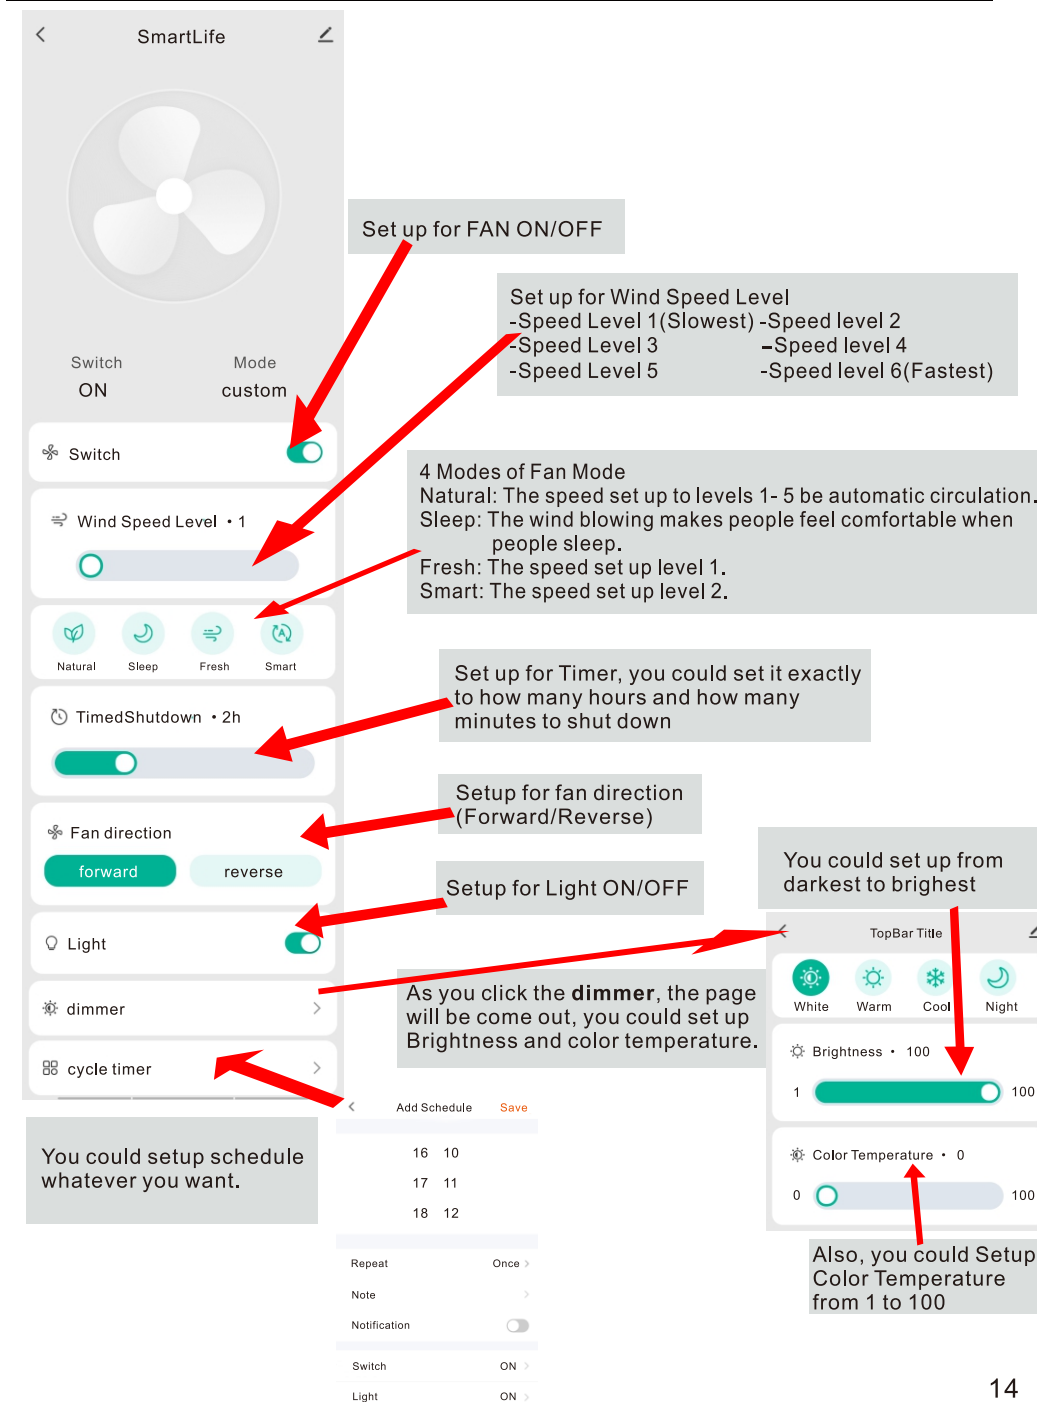 SmartLife
Set up for FAN ON/OFF
Set up for Wind Speed Level
-Speed Level 1(Slowest) -Speed level 2
-Speed Level 3 -Speed level 4
-Speed Level 5 -Speed level 6(Fastest)
Switch Mode
ON custom
Switch
4 Modes of Fan Mode
Natural: The speed set up to levels 1- 5 be automatic circulation.
Sleep: The wind blowing makes people feel comfortable when
people sleep.
Fresh: The speed set up level 1.
Smart: The speed set up level 2.
Wind Speed Level • 1
Natural Sleep Fresh Smart
Set up for Timer, you could set it exactly
to how many hours and how many
minutes to shut down
TimedShutdown • 2h
Setup for fan direction
(Forward/Reverse)
Fan direction
forward reverse
Setup for Light ON/OFF
Light
dimmer
cycle timer
As you click the dimmer, the page
will be come out, you could set up
Brightness and color temperature.
You could set up from
darkest to brighest
TopBar Title
White Warm Cool Night
Brightness • 100
1 100
Color Temperature • 0
0 100
Also, you could Setup
Color Temperature
from 1 to 100
You could setup schedule
whatever you want.
Add Schedule Save
16 10
17 11
18 12
Repeat Once
Note
Notification
Switch ON
Light ON
14